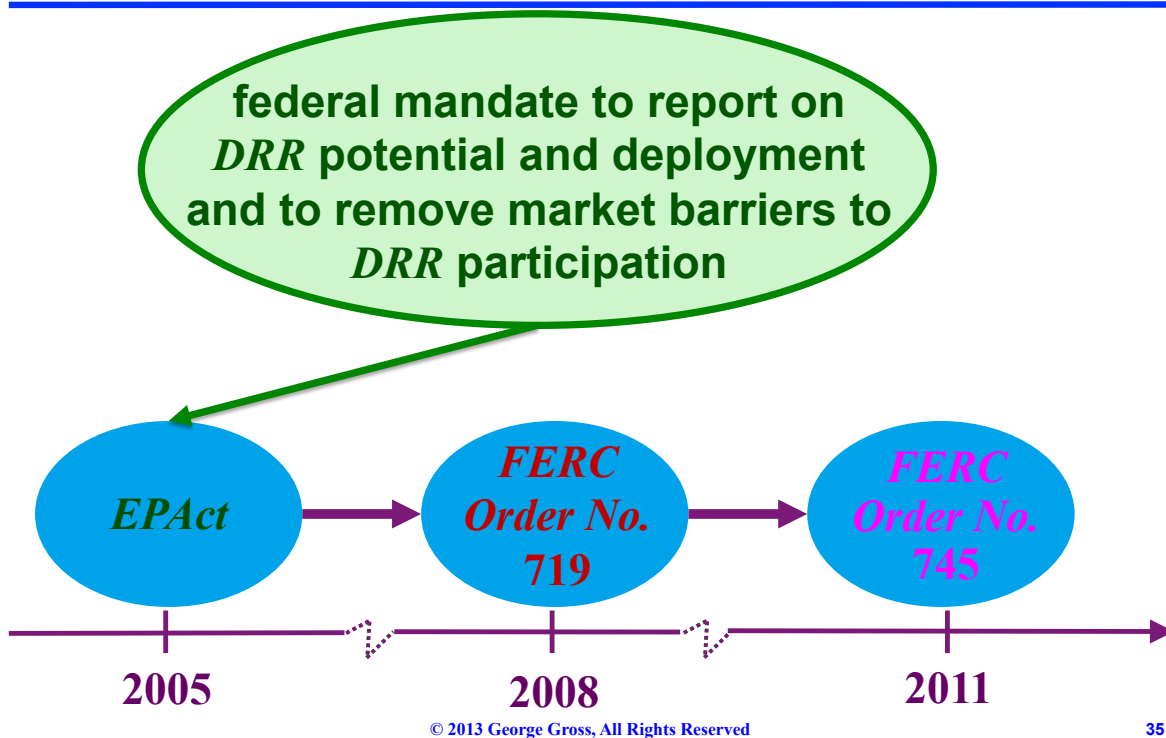 federal mandate to report on
DRR potential and deployment
and to remove market barriers to
DRR participation
EPAct
FERC
Order No.
719
FERC
Order No.
745
2005
2008
2011
© 2013 George Gross, All Rights Reserved
35